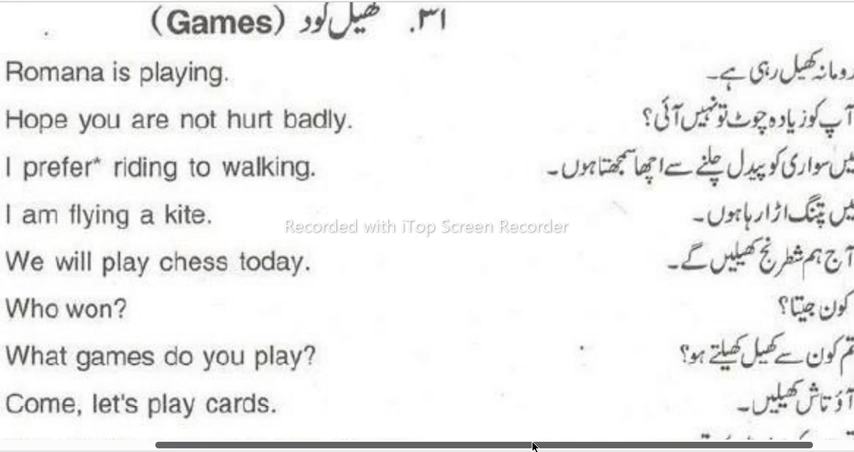 ۳۱. کھیل کود (Games)
Romana is playing. رومانہ کھیل رہی ہے۔
Hope you are not hurt badly. آپ کو زیادہ چوٹ تو نہیں آئی؟
I prefer* riding to walking. میں سواری کو پیدل چلنے سے اچھا سمجھتا ہوں۔
I am flying a kite. میں پتنگ اڑا رہا ہوں۔
Recorded with iTop Screen Recorder
We will play chess today. آج ہم شطرنج کھیلیں گے۔
Who won? کون جیتا؟
What games do you play? تم کون سے کھیل کھیلتے ہو؟
Come, let's play cards. آؤ تاش کھیلیں۔